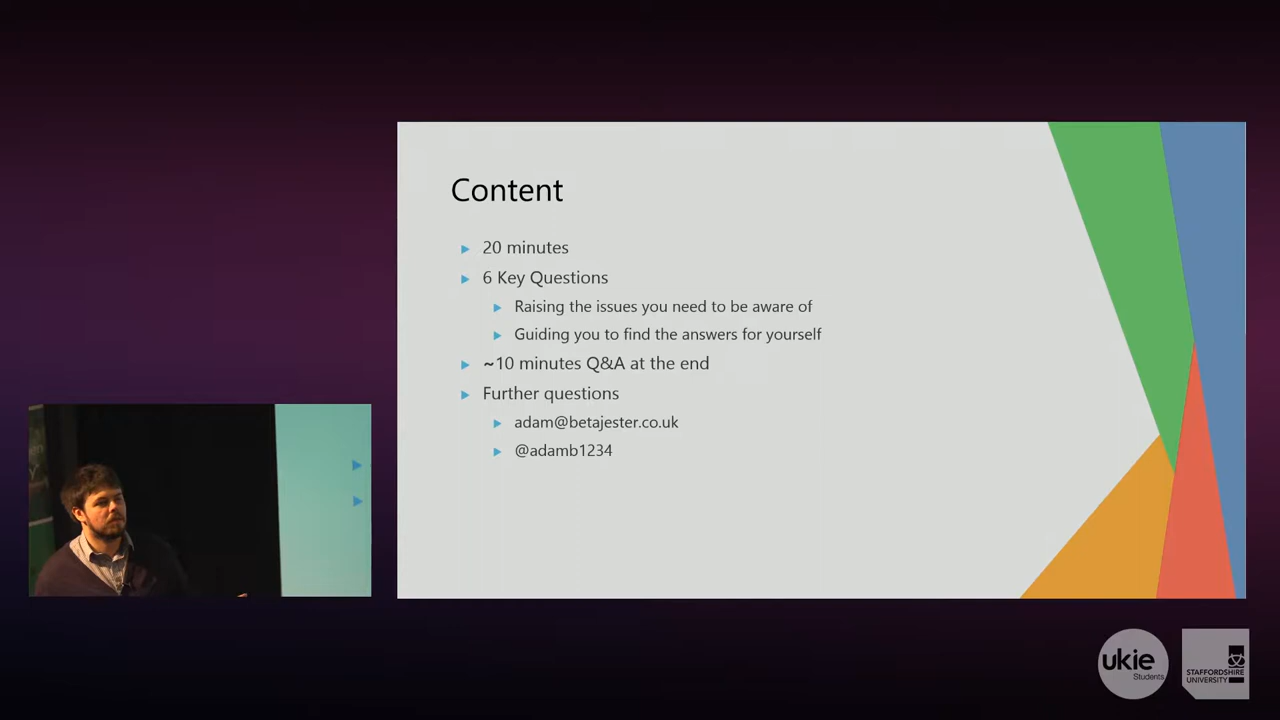 Content
20 minutes
6 Key Questions
Raising the issues you need to be aware of
Guiding you to find the answers for yourself
~10 minutes Q&A at the end
Further questions
adam@betajester.co.uk
@adamb1234
ukie
Students
STAFFORDSHIRE
UNIVERSITY